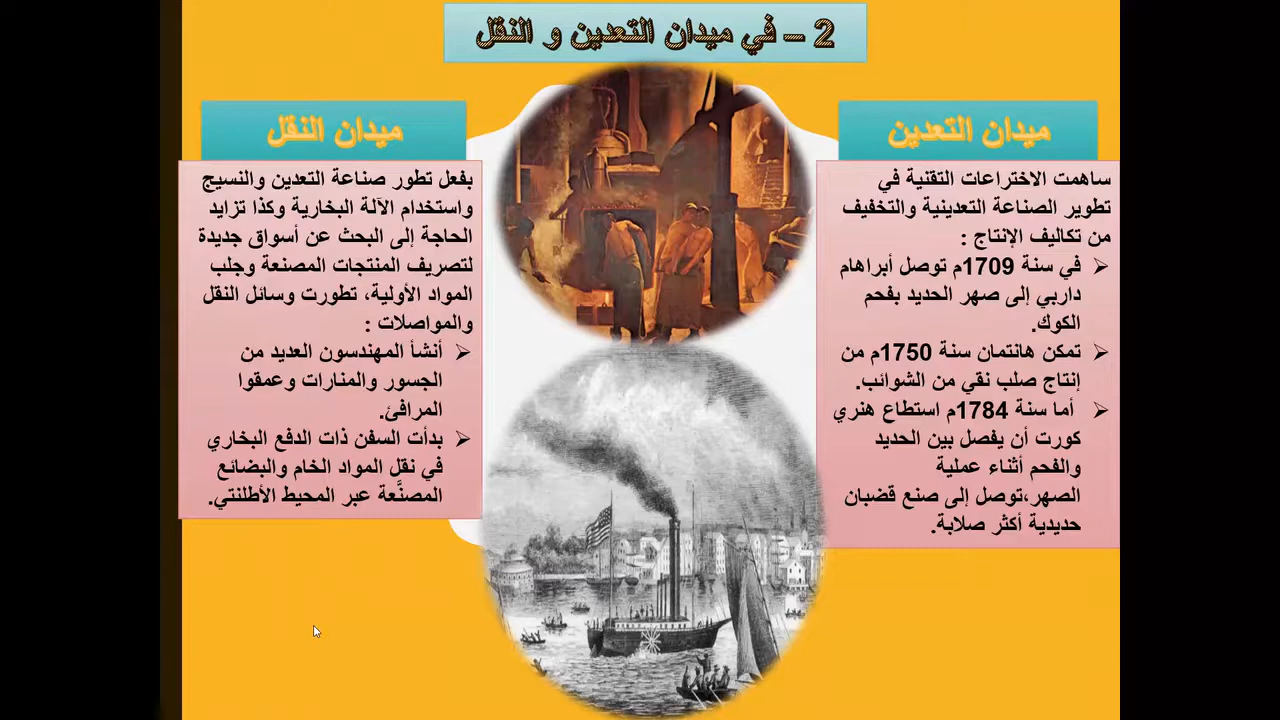 2 – في ميدان التعدين و النقل
ميدان التعدين
ساهمت الاختراعات التقنية في
تطوير الصناعة التعدينية والتخفيف
من تكاليف الإنتاج :
⮚ في سنة 1709م توصل أبراهام
داربي إلى صهر الحديد بفحم
الكوك.
⮚ تمكن هانتمان سنة 1750م من
إنتاج صلب نقي من الشوائب.
⮚ أما سنة 1784م استطاع هنري
كورت أن يفصل بين الحديد
والفحم أثناء عملية
الصهر،توصل إلى صنع قضبان
حديدية أكثر صلابة.
ميدان النقل
بفعل تطور صناعة التعدين والنسيج
واستخدام الآلة البخارية وكذا تزايد
الحاجة إلى البحث عن أسواق جديدة
لتصريف المنتجات المصنعة وجلب
المواد الأولية، تطورت وسائل النقل
والمواصلات :
⮚ أنشأ المهندسون العديد من
الجسور والمنارات وعمقوا
المرافئ.
⮚ بدأت السفن ذات الدفع البخاري
في نقل المواد الخام والبضائع
المصنَّعة عبر المحيط الأطلنتي.